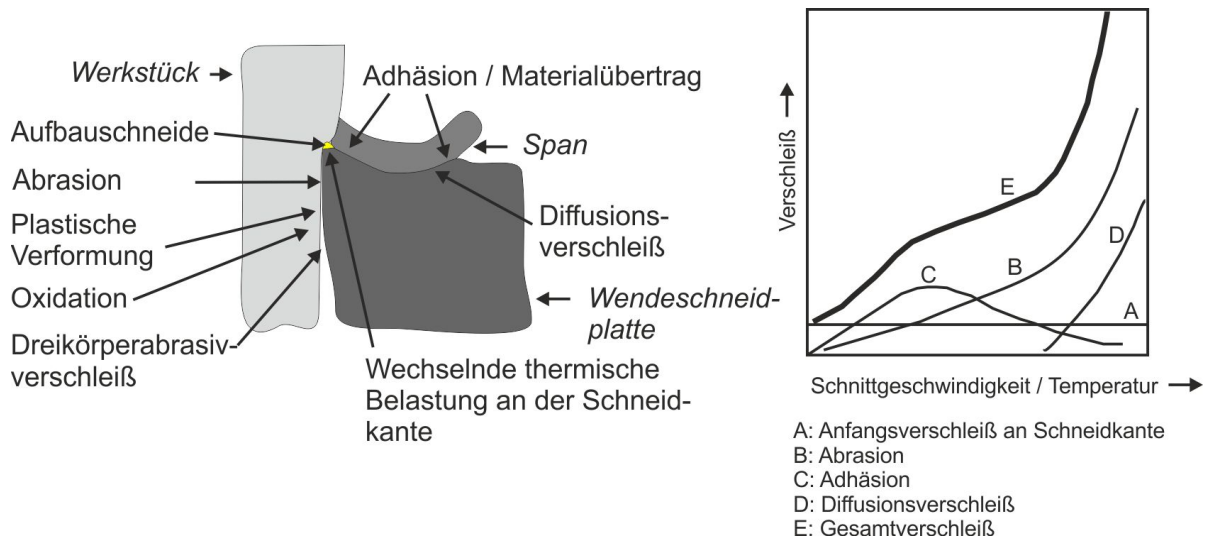 Werkstück
Adhäsion / Materialübertrag
Aufbauschneide
Span
Abrasion
Plastische
Verformung
Diffusions-
verschleiß
Oxidation
Wendeschneid-
platte
Dreikörperabrasiv-
verschleiß
Wechselnde thermische
Belastung an der Schneid-
kante
Verschleiß
E
D
C
B
A
Schnittgeschwindigkeit / Temperatur
A: Anfangsverschleiß an Schneidkante
B: Abrasion
C: Adhäsion
D: Diffusionsverschleiß
E: Gesamtverschleiß